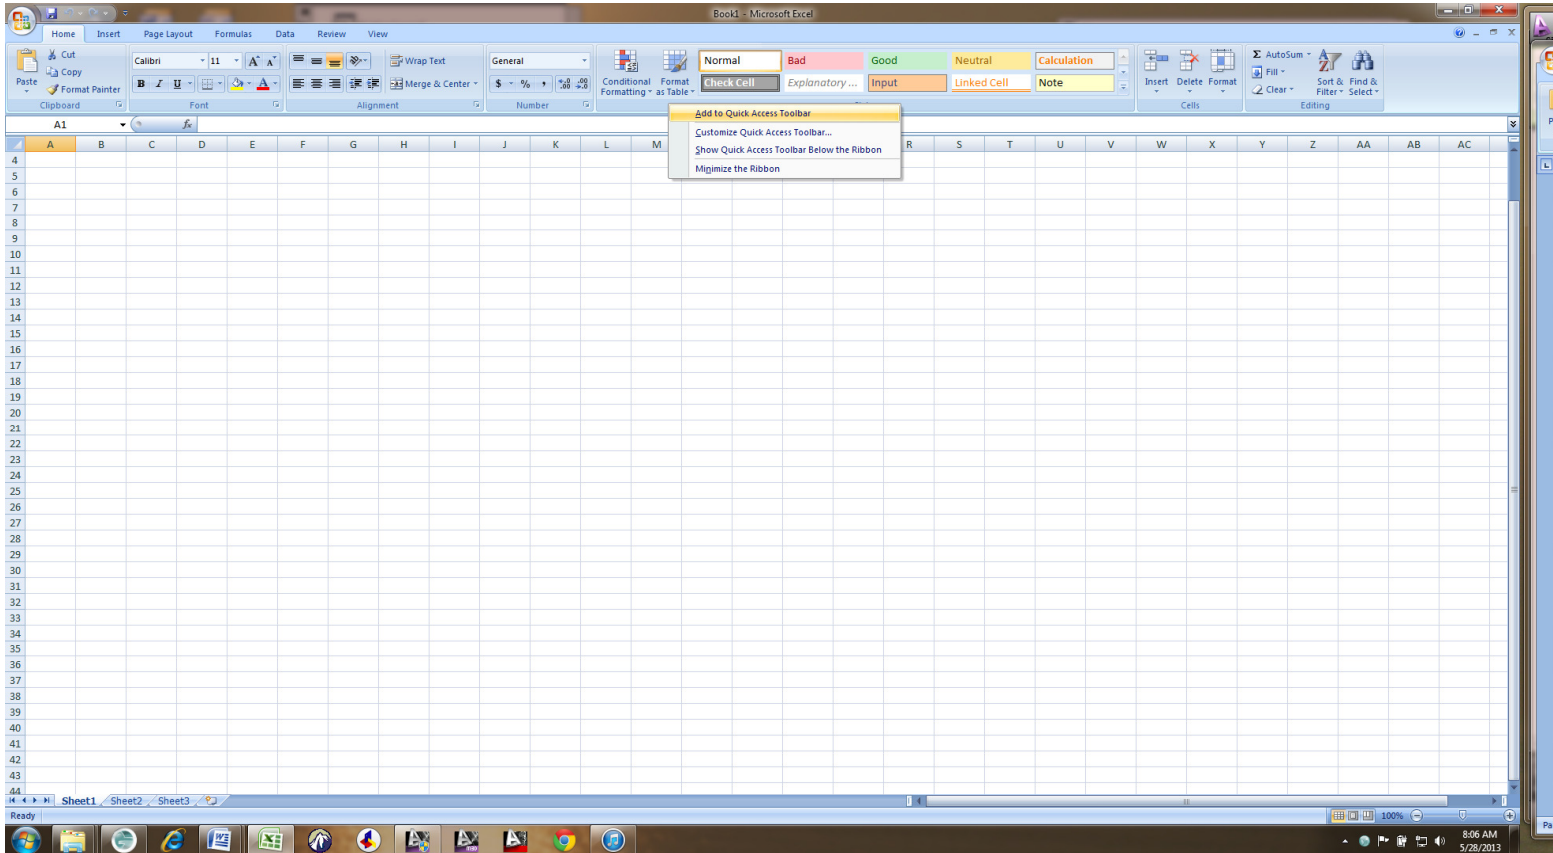 Book1 - Microsoft Excel
Home Insert Page Layout Formulas Data Review View
Cut
Copy
Format Painter
Paste
Clipboard
Calibri 11
B I U
Font
Wrap Text
Merge & Center
Alignment
General
$ % ,
Number
Conditional Formatting
Format as Table
Normal Bad Good Neutral Calculation
Check Cell Explanatory ... Input Linked Cell Note
Insert Delete Format
Cells
Σ AutoSum
Fill
Clear
Sort & Filter
Find & Select
Editing
Add to Quick Access Toolbar
Customize Quick Access Toolbar...
Show Quick Access Toolbar Below the Ribbon
Minimize the Ribbon
A1 fx
A B C D E F G H I J K L M R S T U V W X Y Z AA AB AC
4
5
6
7
8
9
10
11
12
13
14
15
16
17
18
19
20
21
22
23
24
25
26
27
28
29
30
31
32
33
34
35
36
37
38
39
40
41
42
43
44
Sheet1 Sheet2 Sheet3
Ready
100%
Pa
8:06 AM
5/28/2013